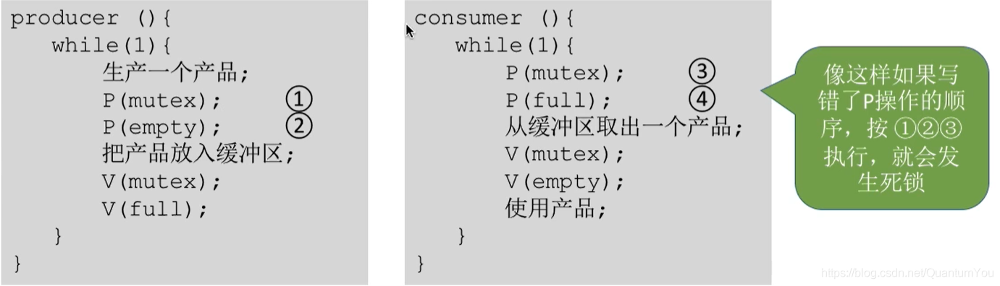 producer (){
while(1){
生产一个产品;
P(mutex); ①
P(empty); ②
把产品放入缓冲区;
V(mutex);
V(full);
}
}
consumer (){
while(1){
P(mutex); ③
P(full); ④
从缓冲区取出一个产品;
V(mutex);
V(empty);
使用产品;
}
}
像这样如果写
错了P操作的顺
序，按 ①②③
执行，就会发
生死锁
https://blog.csdn.net/QuantumYou